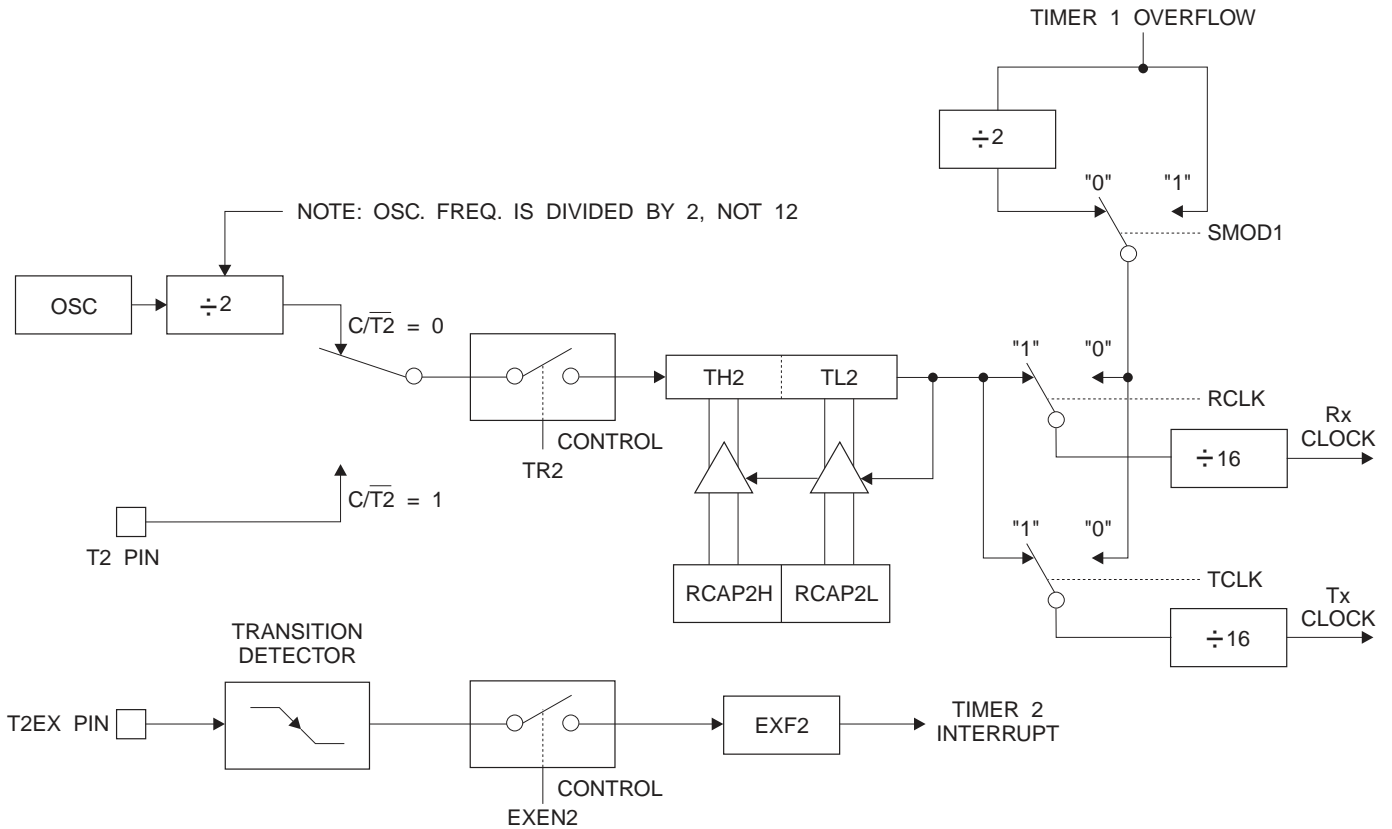 TIMER 1 OVERFLOW
÷2
"0" "1"
SMOD1
NOTE: OSC. FREQ. IS DIVIDED BY 2, NOT 12
OSC
÷2
C/T2̅ = 0
"1" "0"
TH2 TL2
RCLK
Rx
CLOCK
CONTROL
TR2
÷16
C/T2̅ = 1
T2 PIN
"1" "0"
RCAP2H RCAP2L
TCLK
Tx
CLOCK
÷16
TRANSITION
DETECTOR
T2EX PIN
EXF2
TIMER 2
INTERRUPT
CONTROL
EXEN2